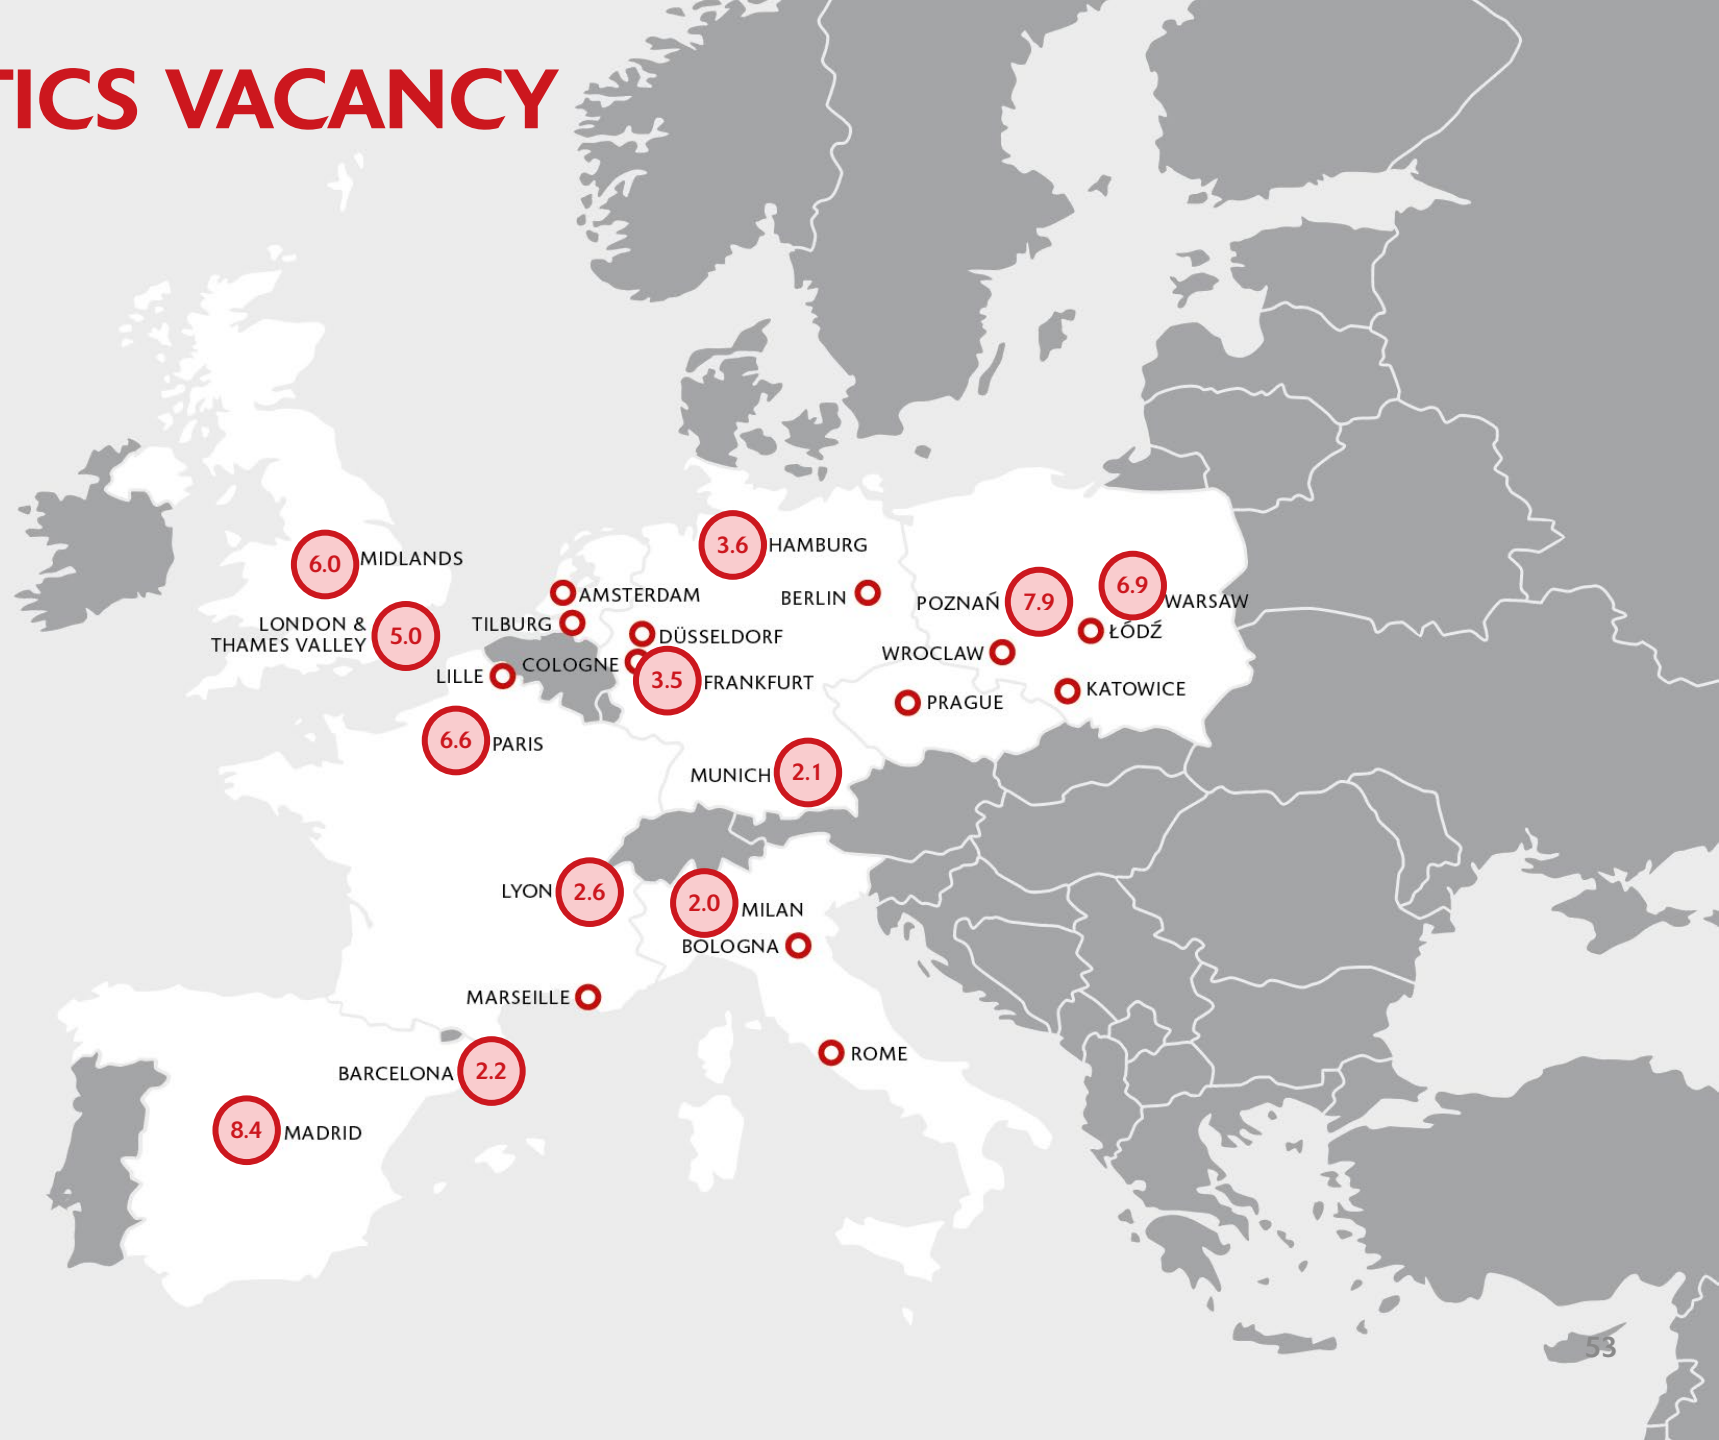 TICS VACANCY
3.6 HAMBURG
6.0 MIDLANDS
AMSTERDAM
BERLIN
POZNAŃ 7.9
6.9 WARSAW
LONDON &
THAMES VALLEY 5.0
TILBURG
DÜSSELDORF
ŁÓDŹ
WROCLAW
COLOGNE
LILLE
3.5 FRANKFURT
KATOWICE
PRAGUE
6.6 PARIS
MUNICH 2.1
LYON 2.6
2.0 MILAN
BOLOGNA
MARSEILLE
ROME
BARCELONA 2.2
8.4 MADRID
53